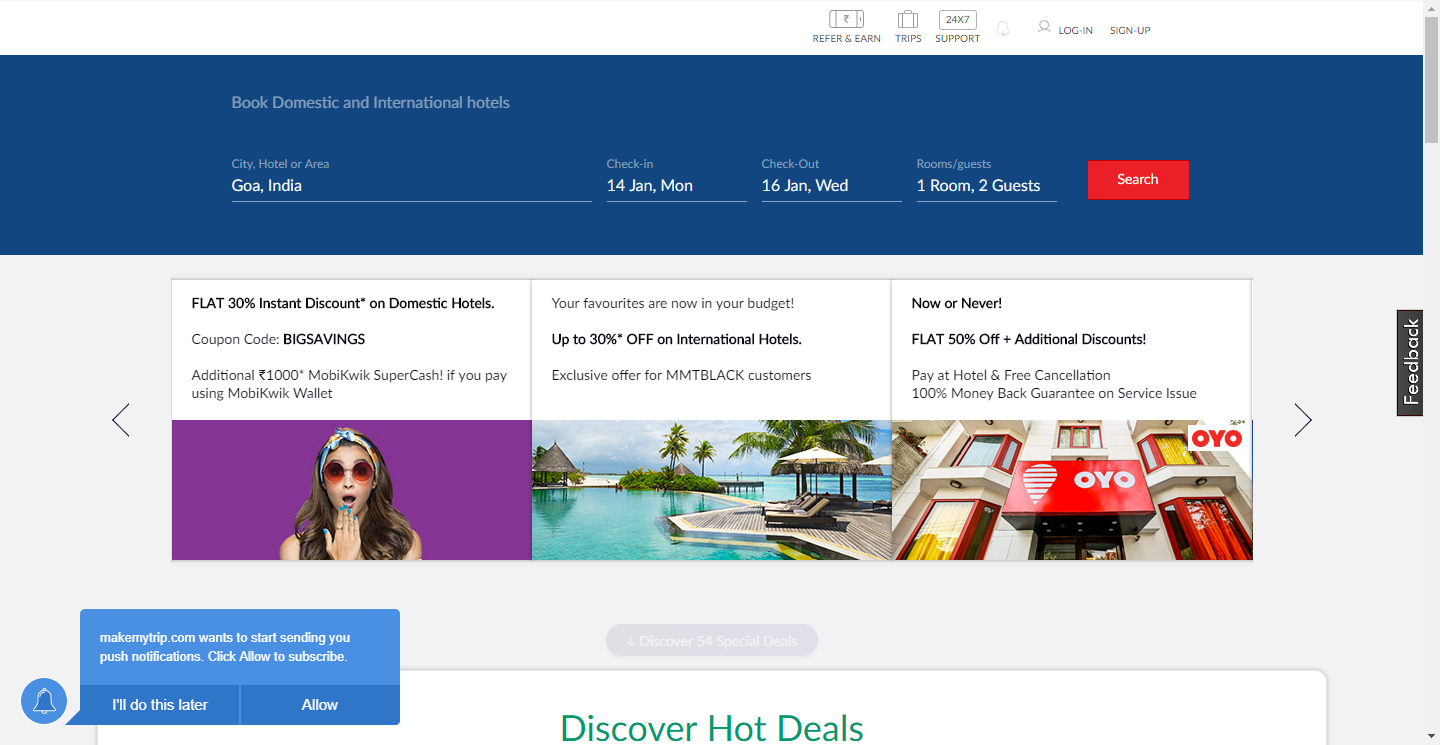 ₹
24X7
REFER & EARN
TRIPS
SUPPORT
LOG-IN
SIGN-UP
Book Domestic and International hotels
City, Hotel or Area
Goa, India
Check-in
14 Jan, Mon
Check-Out
16 Jan, Wed
Rooms/guests
1 Room, 2 Guests
Search
FLAT 30% Instant Discount* on Domestic Hotels.
Coupon Code: BIGSAVINGS
Additional ₹1000* MobiKwik SuperCash! if you pay
using MobiKwik Wallet
Your favourites are now in your budget!
Up to 30%* OFF on International Hotels.
Exclusive offer for MMTBLACK customers
Now or Never!
FLAT 50% Off + Additional Discounts!
Pay at Hotel & Free Cancellation
100% Money Back Guarantee on Service Issue
OYO
OYO
Feedback
↓ Discover 54 Special Deals
makemytrip.com wants to start sending you
push notifications. Click Allow to subscribe.
I'll do this later
Allow
Discover Hot Deals